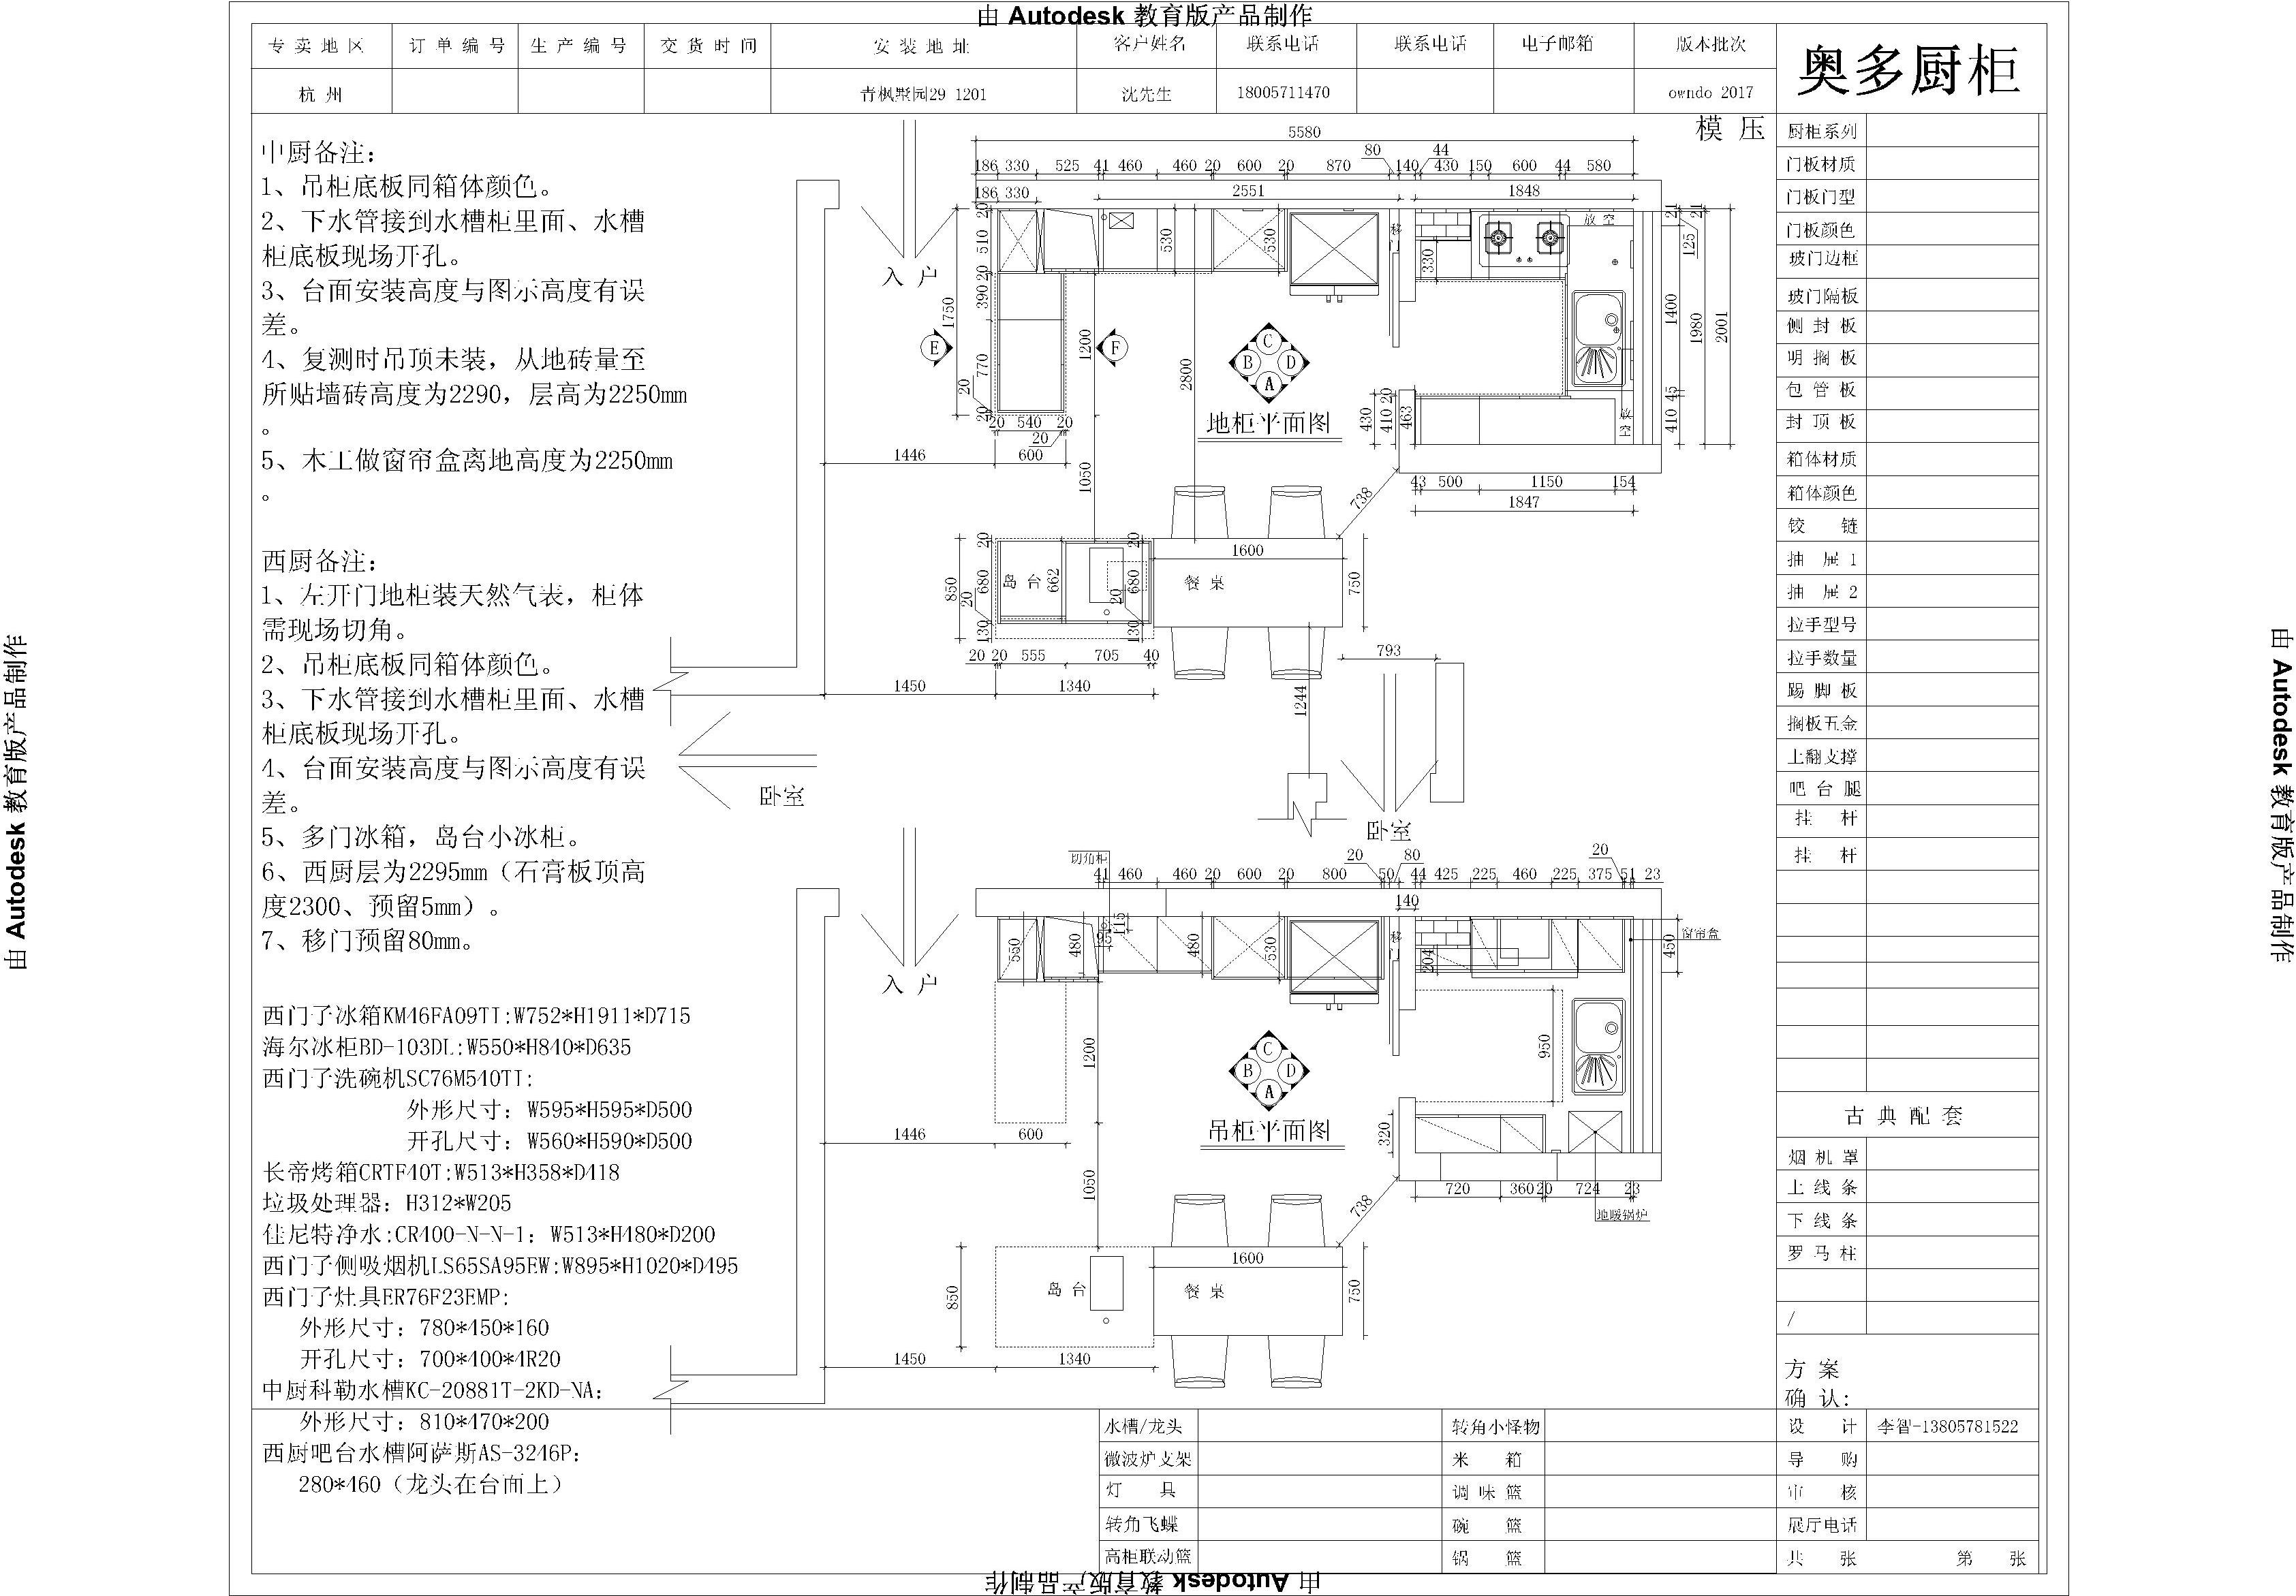 由 Autodesk 教育版产品制作
专 卖 地 区 订 单 编 号 生 产 编 号 交 货 时 间 安 装 地 址 客户姓名 联系电话 联系电话 电子邮箱 版本批次
杭 州 青枫墅园29 1201 沈先生 18005711470 owndo 2017
奥多厨柜
模 压
中厨备注：
1、吊柜底板同箱体颜色。
2、下水管接到水槽柜里面、水槽
柜底板现场开孔。
3、台面安装高度与图示高度有误
差。
4、复测时吊顶未装，从地砖量至
所贴墙砖高度为2290，层高为2250mm
。
5、木工做窗帘盒离地高度为2250mm
。
西厨备注：
1、左开门地柜装天然气表，柜体
需现场切角。
2、吊柜底板同箱体颜色。
3、下水管接到水槽柜里面、水槽
柜底板现场开孔。
4、台面安装高度与图示高度有误
差。
5、多门冰箱，岛台小冰柜。
6、西厨层为2295mm（石膏板顶高
度2300、预留5mm）。
7、移门预留80mm。
西门子冰箱KM46FA09TI:W752*H1911*D715
海尔冰柜BD-103DL:W550*H840*D635
西门子洗碗机SC76M540TI:
外形尺寸：W595*H595*D500
开孔尺寸：W560*H590*D500
长帝烤箱CRTF40T:W513*H358*D418
垃圾处理器：H312*W205
佳尼特净水:CR400-N-N-1：W513*H480*D200
西门子侧吸烟机LS65SA95EW:W895*H1020*D495
西门子灶具ER76F23EMP:
外形尺寸：780*450*160
开孔尺寸：700*400*4R20
中厨科勒水槽KC-20881T-2KD-NA：
外形尺寸：810*470*200
西厨吧台水槽阿萨斯AS-3246P：
280*460（龙头在台面上）
5580
80 44
186 330 525 41 460 460 20 600 20 870 140 430 150 600 44 580
186 330 2551 1848
20 510 20 390 770 20 20
1750
530 530
移 门
330
放 空
21 21 125
1400 1980 2001
410 45
入 户
E F
1200 2800
C
B D
A
地柜平面图
430 410 20 463
放 空
20 540 20
20
1446 600
1050
43 500 1150 154
1847
738
850 20 20 680 130
岛 台 662
20 680 20 130
1600
餐 桌
750
20 20 555 705 40
1450 1340
793
1244
卧室
卧室
切角柜
20 80 20
41 460 460 20 600 20 800 50 44 425 225 460 225 375 51 23
140
560 480 95 115 480 530
移 门
204
450
窗帘盒
入 户
1200
C
B D
A
950
吊柜平面图
320
1446 600
1050
720 360 20 724 23
地暖锅炉
738
850
岛 台
1600
餐 桌
750
1450 1340
厨柜系列
门板材质
门板门型
门板颜色
玻门边框
玻门隔板
侧 封 板
明 搁 板
包 管 板
封 顶 板
箱体材质
箱体颜色
铰 链
抽 屉 1
抽 屉 2
拉手型号
拉手数量
踢 脚 板
搁板五金
上翻支撑
吧 台 腿
挂 杆
挂 杆
古 典 配 套
烟 机 罩
上 线 条
下 线 条
罗 马 柱
/
方 案
确 认:
设 计 李智-13805781522
导 购
审 核
展厅电话
共 张 第 张
水槽/龙头 转角小怪物
微波炉支架 米 箱
灯 具 调 味 篮
转角飞蝶 碗 篮
高柜联动篮 锅 篮
由 Autodesk 教育版产品制作
由 Autodesk 教育版产品制作
由 Autodesk 教育版产品制作